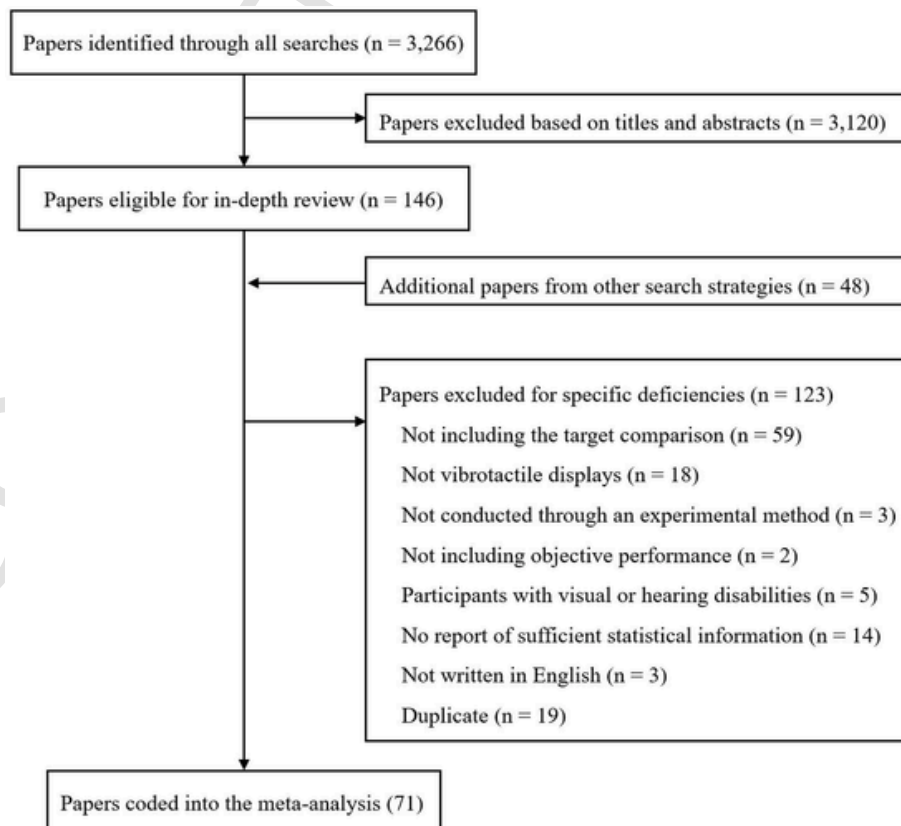 Papers identified through all searches (n = 3,266)
Papers excluded based on titles and abstracts (n = 3,120)
Papers eligible for in-depth review (n = 146)
Additional papers from other search strategies (n = 48)
Papers excluded for specific deficiencies (n = 123)
Not including the target comparison (n = 59)
Not vibrotactile displays (n = 18)
Not conducted through an experimental method (n = 3)
Not including objective performance (n = 2)
Participants with visual or hearing disabilities (n = 5)
No report of sufficient statistical information (n = 14)
Not written in English (n = 3)
Duplicate (n = 19)
Papers coded into the meta-analysis (71)